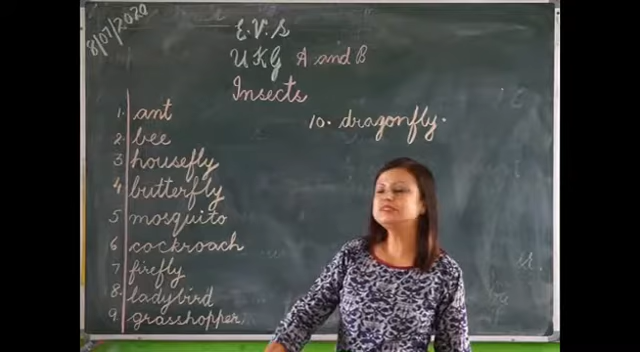 8/07/2020
E.V.S
UKG A and B
Insects
1. ant
2. bee
3 housefly
4 butterfly
5 mosquito
6 cockroach
7 firefly
8. ladybird
9. grasshopper
10. dragonfly.